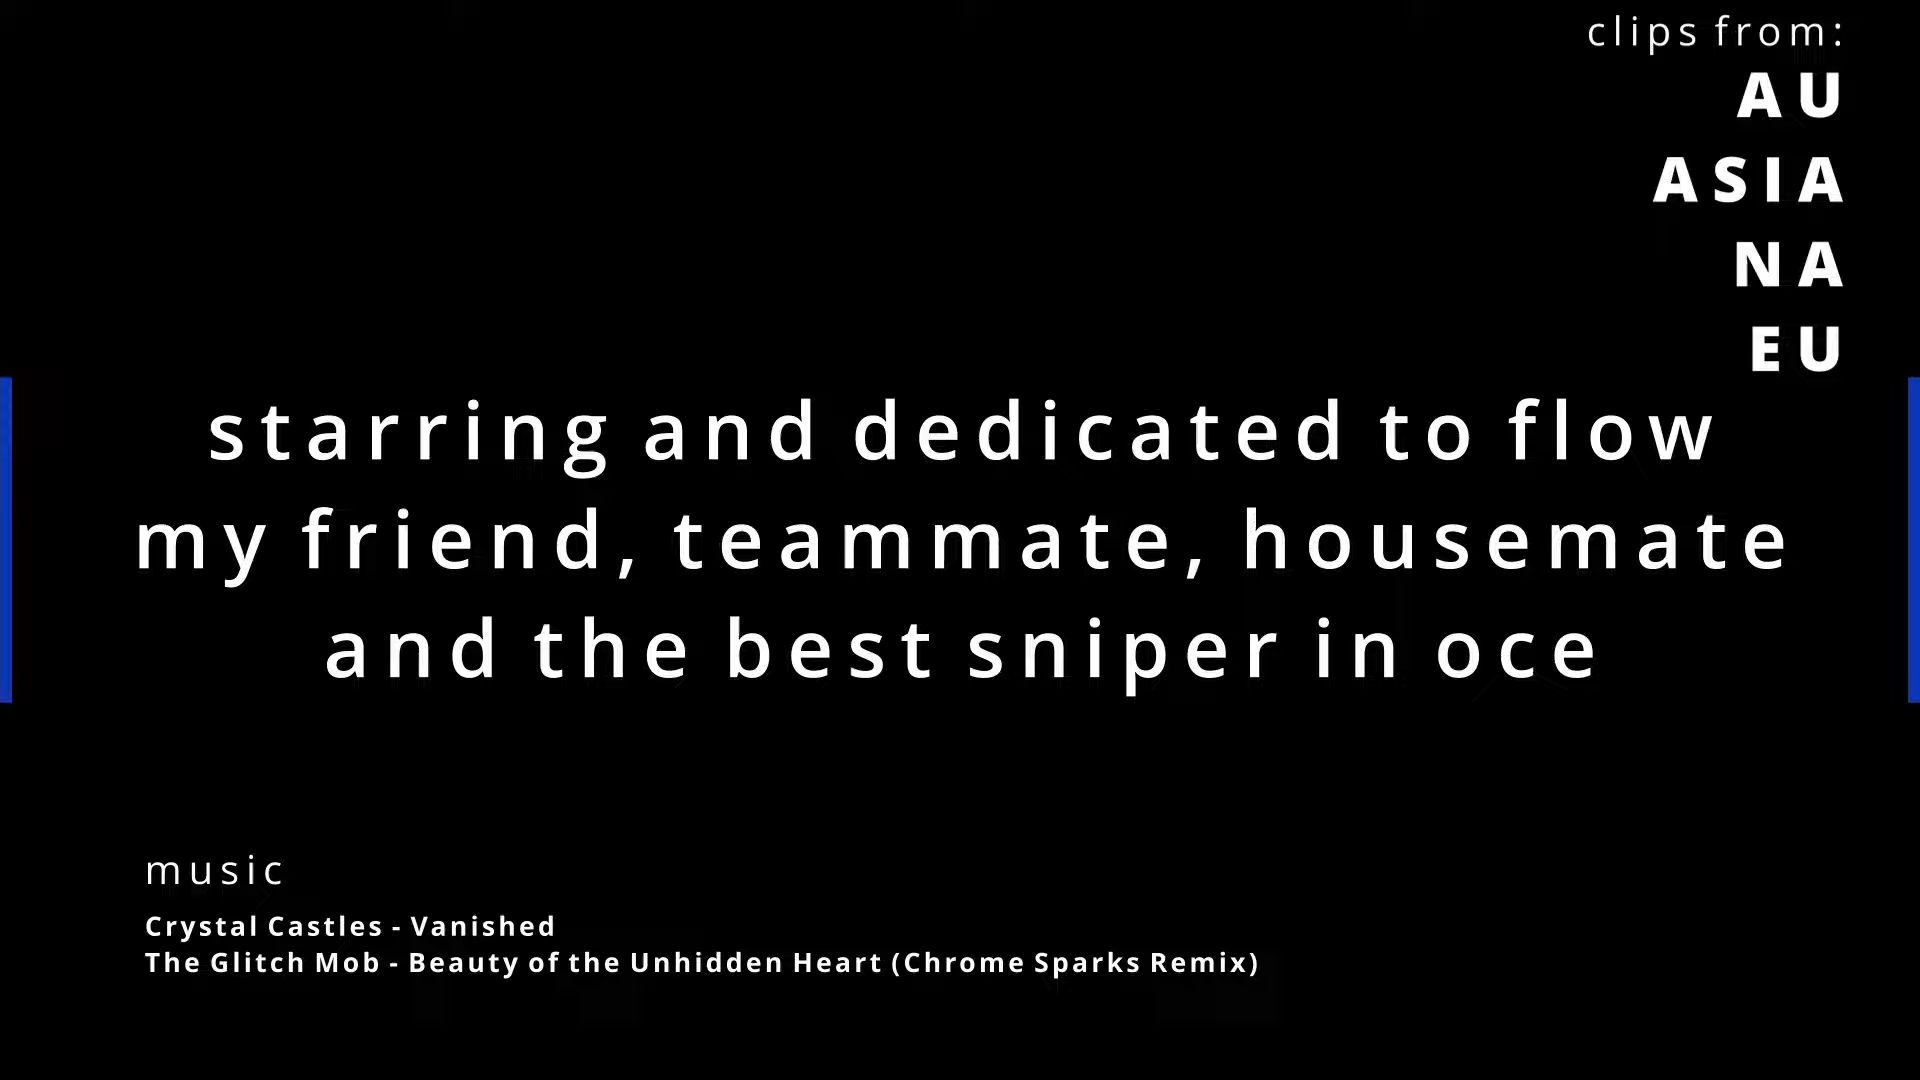 clips from:
AU
ASIA
NA
EU
starring and dedicated to flow
my friend, teammate, housemate
and the best sniper in oce
music
Crystal Castles - Vanished
The Glitch Mob - Beauty of the Unhidden Heart (Chrome Sparks Remix)